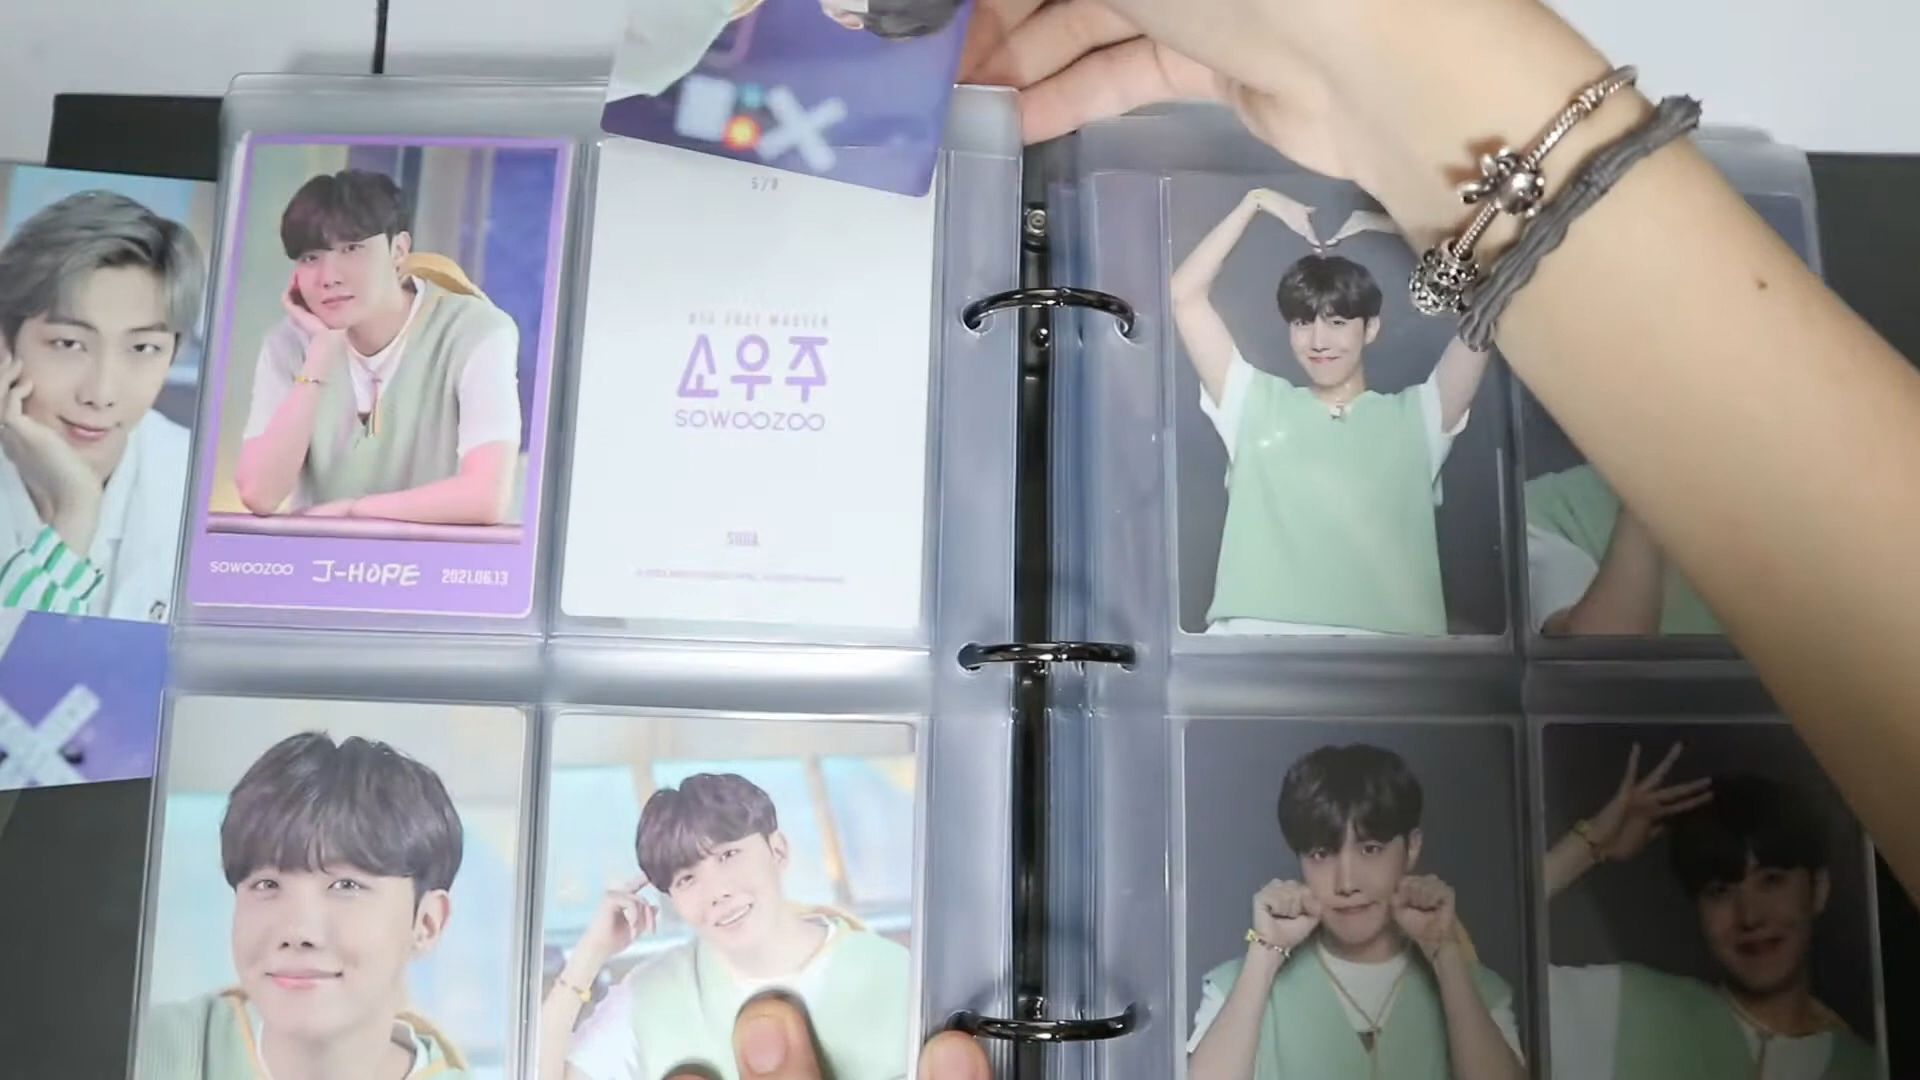 SOWOOZOO J-HOPE 2021.06.13
5/8
BTS 2021 MUSTER
소우주
SOWOOZOO
SUGA